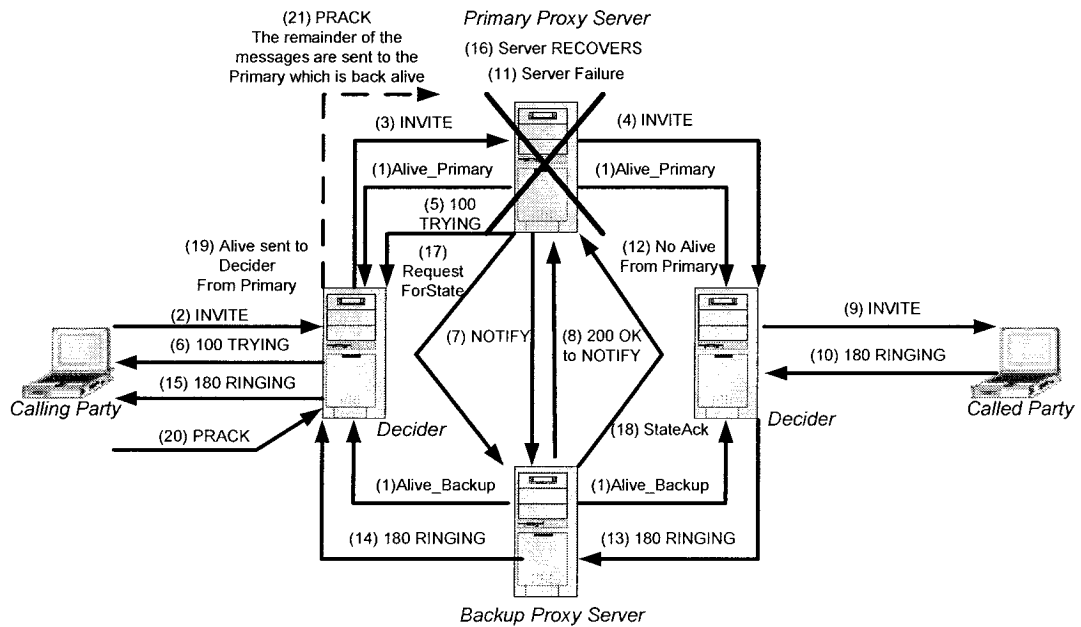 (21) PRACK
The remainder of the
messages are sent to the
Primary which is back alive
Primary Proxy Server
(16) Server RECOVERS
(11) Server Failure
(3) INVITE
(4) INVITE
(1)Alive_Primary
(1)Alive_Primary
(5) 100
TRYING
(19) Alive sent to
Decider
From Primary
(17)
Request
ForState
(12) No Alive
From Primary
(2) INVITE
(6) 100 TRYING
(15) 180 RINGING
Calling Party
(20) PRACK
Decider
(7) NOTIFY
(8) 200 OK
to NOTIFY
(9) INVITE
(10) 180 RINGING
Called Party
Decider
(18) StateAck
(1)Alive_Backup
(1)Alive_Backup
(14) 180 RINGING
(13) 180 RINGING
Backup Proxy Server